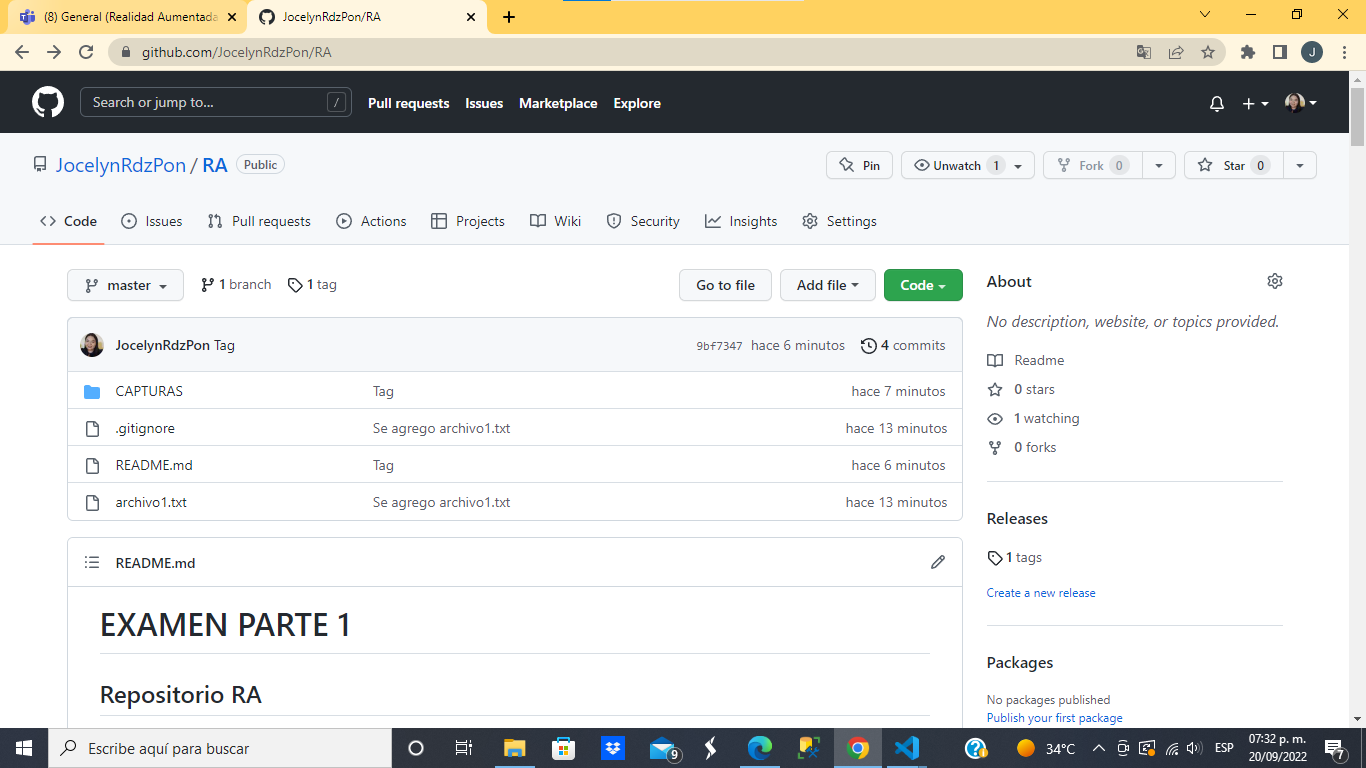 (8) General (Realidad Aumentada
JocelynRdzPon/RA
github.com/JocelynRdzPon/RA
J
Search or jump to...
/
Pull requests
Issues
Marketplace
Explore
JocelynRdzPon / RA
Public
Pin
Unwatch 1
Fork 0
Star 0
Code
Issues
Pull requests
Actions
Projects
Wiki
Security
Insights
Settings
master
1 branch
1 tag
Go to file
Add file
Code
JocelynRdzPon Tag
9bf7347 hace 6 minutos
4 commits
CAPTURAS
Tag
hace 7 minutos
.gitignore
Se agrego archivo1.txt
hace 13 minutos
README.md
Tag
hace 6 minutos
archivo1.txt
Se agrego archivo1.txt
hace 13 minutos
README.md
EXAMEN PARTE 1
Repositorio RA
About
No description, website, or topics provided.
Readme
0 stars
1 watching
0 forks
Releases
1 tags
Create a new release
Packages
No packages published
Publish your first package
Escribe aquí para buscar
9
34°C
ESP
07:32 p. m.
20/09/2022
7